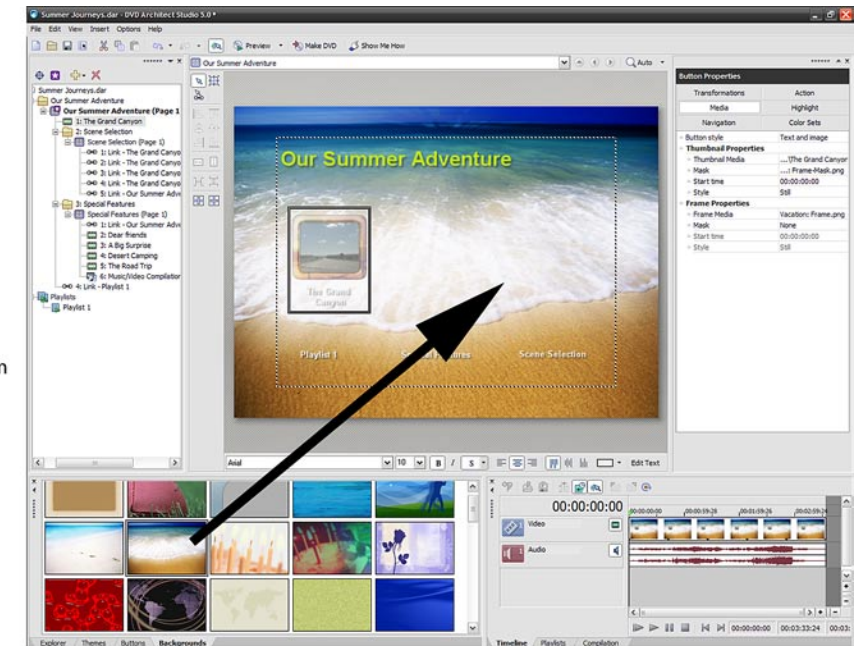 Summer Journeys.dar - DVD Architect Studio 5.0 *
File Edit View Insert Options Help
Preview Make DVD Show Me How
Our Summer Adventure
Auto
Summer Journeys.dar
Our Summer Adventure
Our Summer Adventure (Page 1
1: The Grand Canyon
2: Scene Selection
Scene Selection (Page 1)
1: Link - The Grand Canyo
2: Link - The Grand Canyo
3: Link - The Grand Canyo
4: Link - The Grand Canyo
5: Link - Our Summer Adv
3: Special Features
Special Features (Page 1)
1: Link - Our Summer Adv
2: Dear friends
3: A Big Surprise
4: Desert Camping
5: The Road Trip
6: Music/Video Compilation
4: Link - Playlist 1
Playlists
Playlist 1
n
Our Summer Adventure
The Grand
Canyon
Playlist 1
Scene Selection
Button Properties
Transformations Action
Media Highlight
Navigation Color Sets
Button style Text and image
Thumbnail Properties
Thumbnail Media ...\The Grand Canyor
Mask ...: Frame-Mask.png
Start time 00:00:00:00
Style Still
Frame Properties
Frame Media Vacation: Frame.png
Mask None
Start time 00:00:00:00
Style Still
Arial 10 B I S Edit Text
Explorer Themes Buttons Backgrounds
00:00:00:00
00:00:00:00 00:00:59:28 00:01:59:26 00:02:59:24
1 Video
1 Audio
00:00:00:00 00:03:33:24 00:03:
Timeline Playlists Compilation